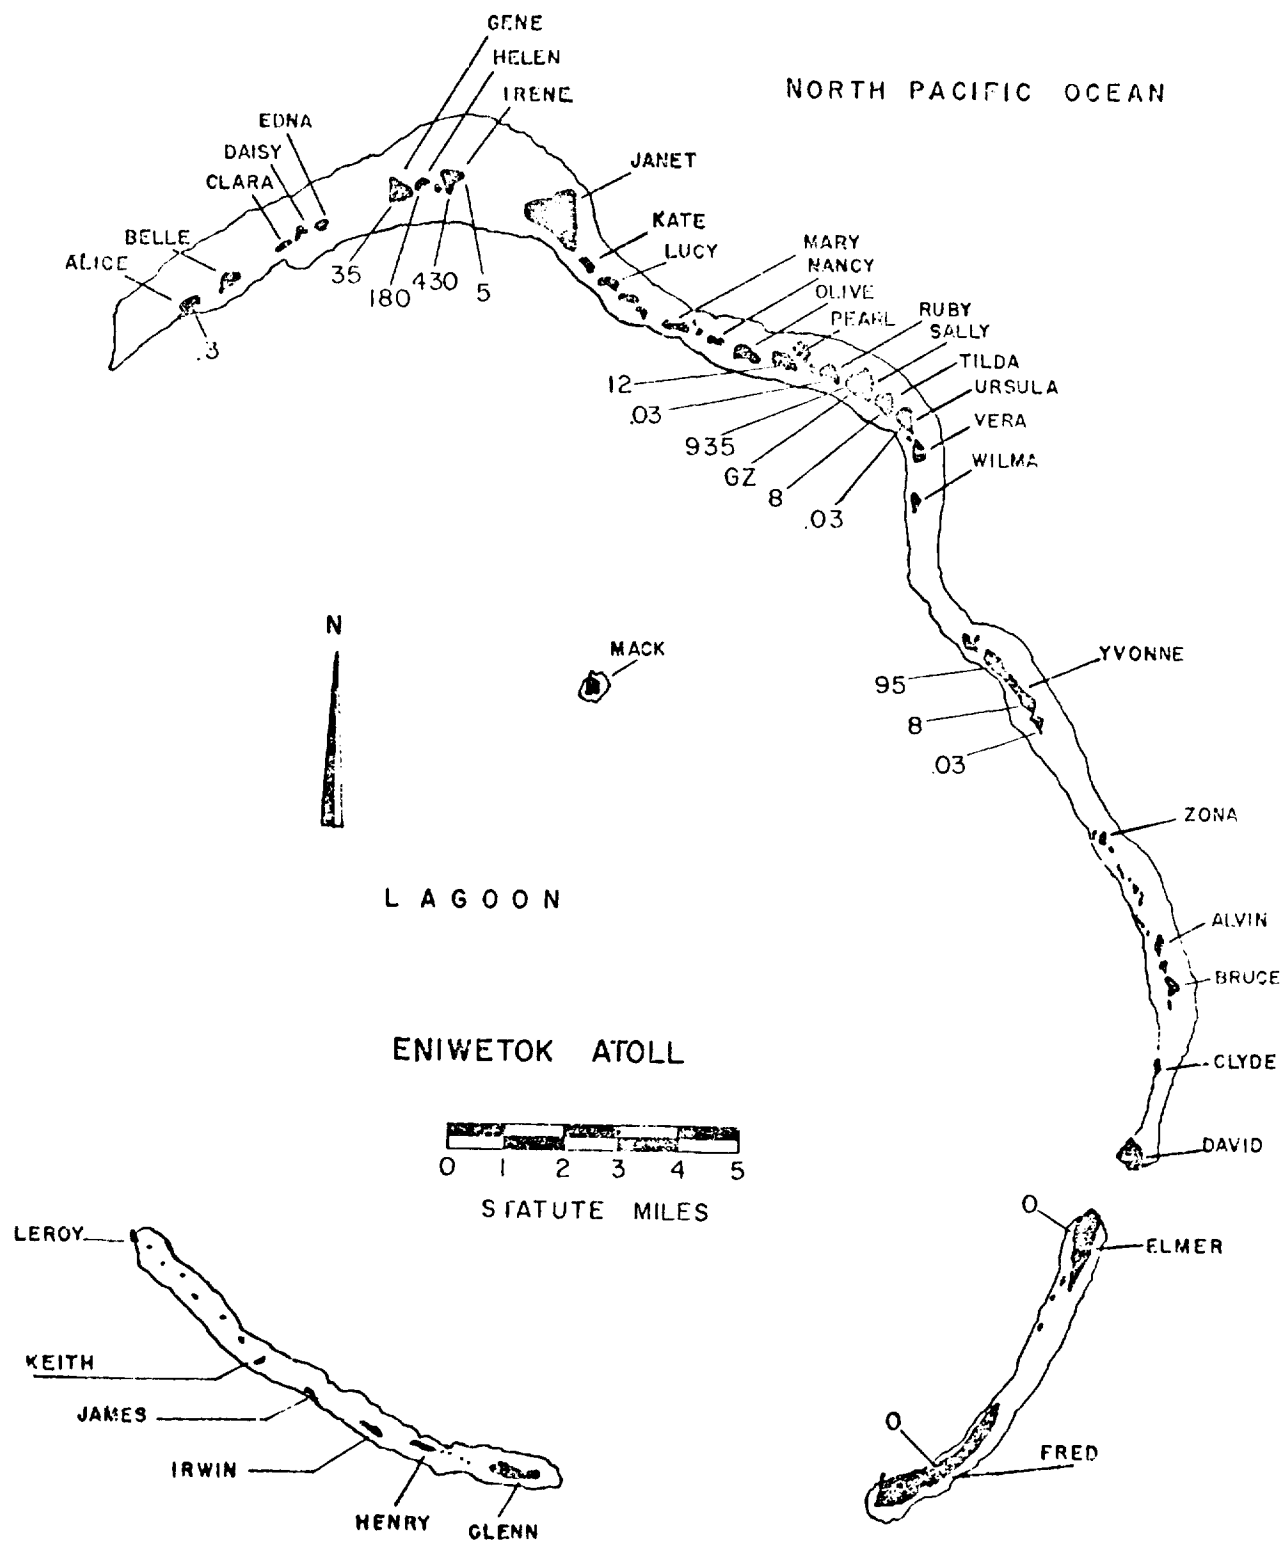 GENE
HELEN
IRENE
NORTH PACIFIC OCEAN
EDNA
DAISY
CLARA
JANET
BELLE
ALICE
KATE
LUCY
MARY
NANCY
OLIVE
PEARL
RUBY
SALLY
TILDA
URSULA
VERA
WILMA
35
180
430
5
.3
12
.03
935
GZ
8
.03
N
MACK
YVONNE
95
8
.03
ZONA
LAGOON
ALVIN
BRUCE
ENIWETOK ATOLL
CLYDE
DAVID
0 1 2 3 4 5
STATUTE MILES
LEROY
0
ELMER
KEITH
JAMES
IRWIN
HENRY
GLENN
0
FRED